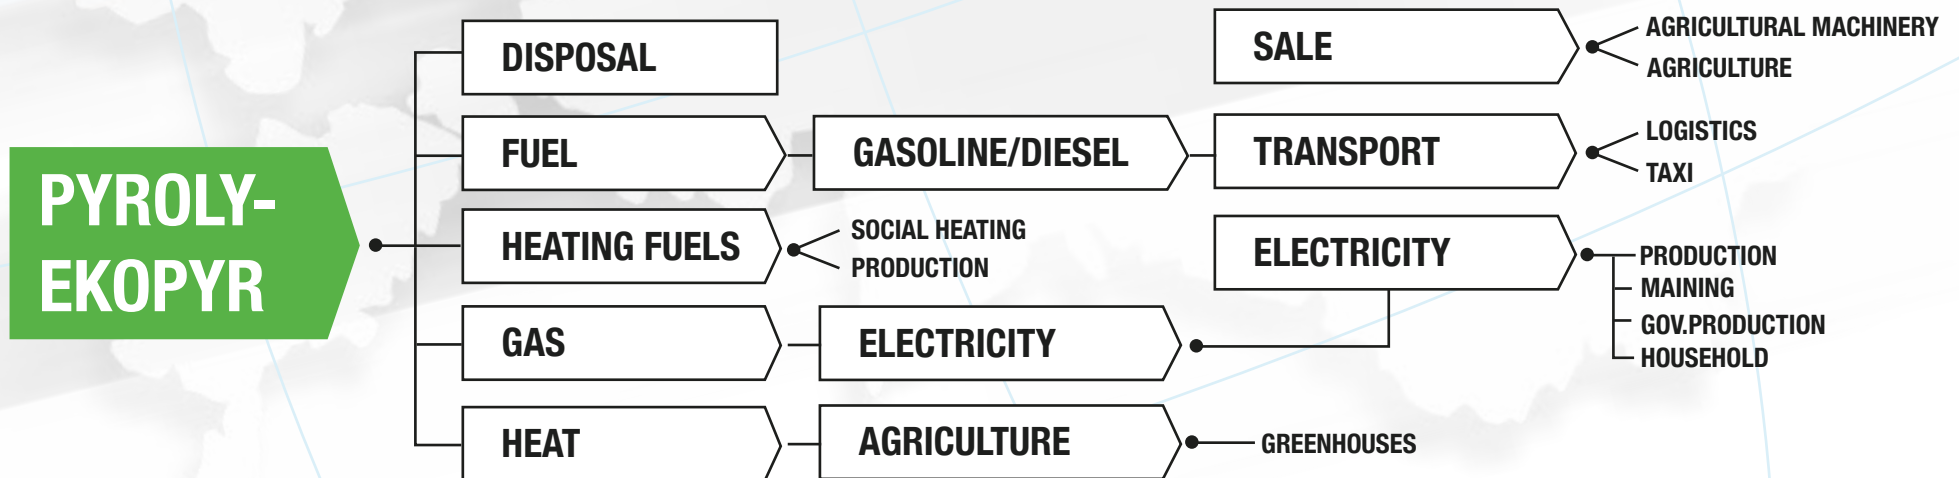 PYROLY-
EKOPYR
DISPOSAL
FUEL
HEATING FUELS
GAS
HEAT
GASOLINE/DIESEL
SOCIAL HEATING
PRODUCTION
ELECTRICITY
AGRICULTURE
SALE
TRANSPORT
ELECTRICITY
GREENHOUSES
AGRICULTURAL MACHINERY
AGRICULTURE
LOGISTICS
TAXI
PRODUCTION
MAINING
GOV.PRODUCTION
HOUSEHOLD